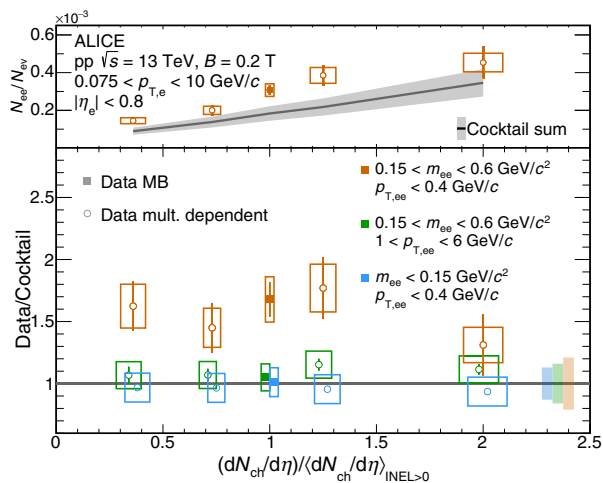 ×10⁻³
0.6
0.4
0.2
N_ee/N_ev
ALICE
pp √s = 13 TeV, B = 0.2 T
0.075 < p_T,e < 10 GeV/c
|η_e| < 0.8
Cocktail sum
Data/Cocktail
2.5
2
1.5
1
Data MB
Data mult. dependent
0.15 < m_ee < 0.6 GeV/c²
p_T,ee < 0.4 GeV/c
0.15 < m_ee < 0.6 GeV/c²
1 < p_T,ee < 6 GeV/c
m_ee < 0.15 GeV/c²
p_T,ee < 0.4 GeV/c
0 0.5 1 1.5 2 2.5
(dN_ch/dη)/⟨dN_ch/dη⟩_INEL>0